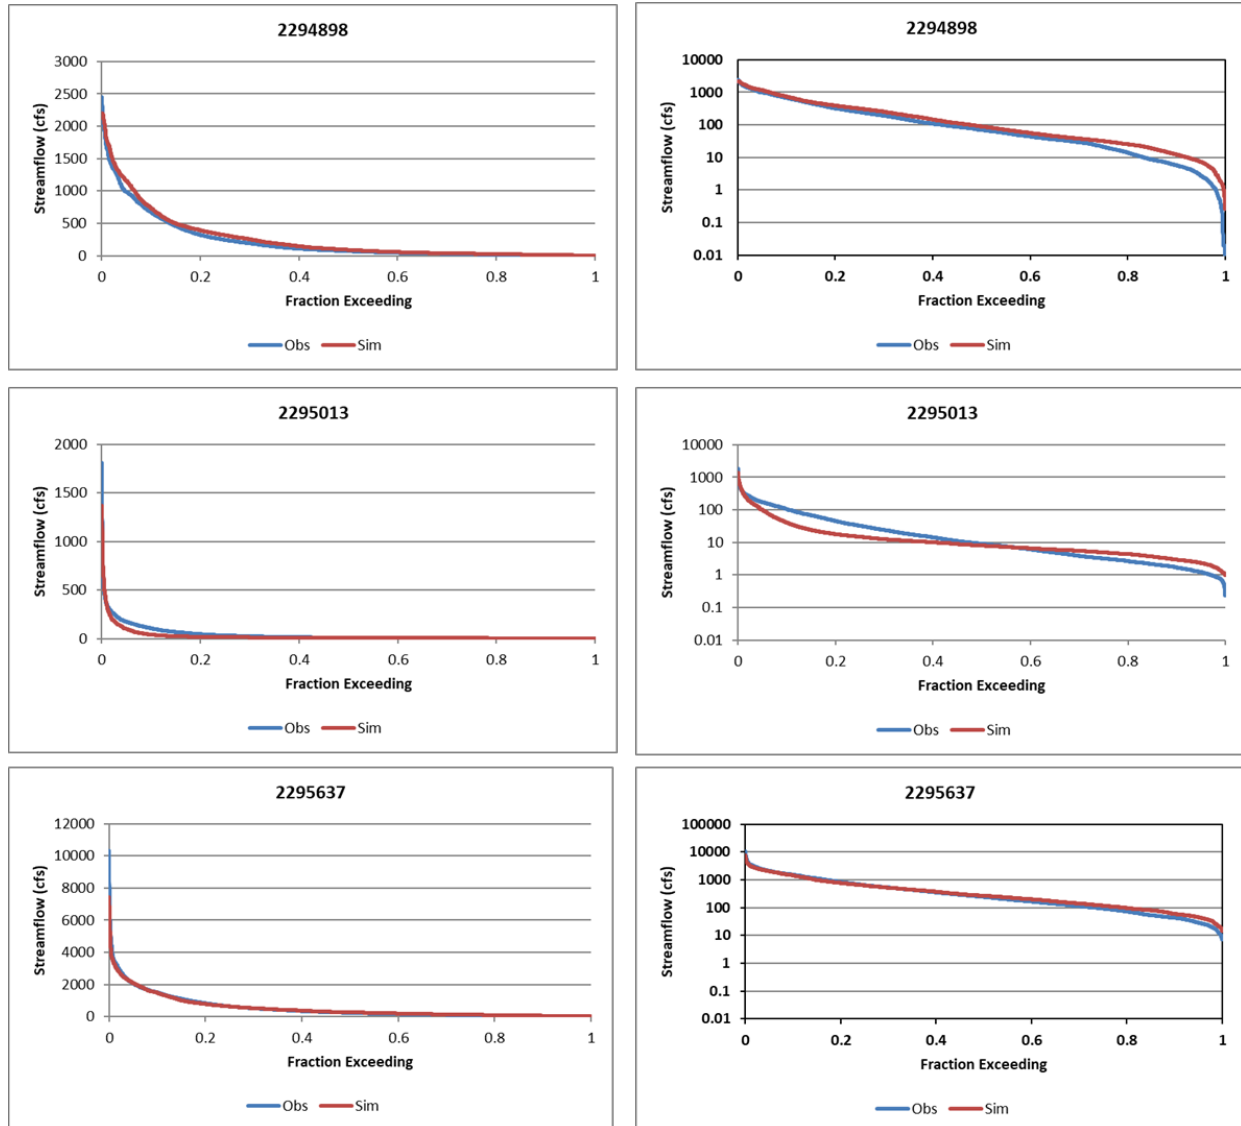 2294898
3000
2500
2000
1500
1000
500
0
Streamflow (cfs)
0 0.2 0.4 0.6 0.8 1
Fraction Exceeding
Obs Sim
2294898
10000
1000
100
10
1
0.1
0.01
Streamflow (cfs)
0 0.2 0.4 0.6 0.8 1
Fraction Exceeding
Obs Sim
2295013
2000
1500
1000
500
0
Streamflow (cfs)
0 0.2 0.4 0.6 0.8 1
Fraction Exceeding
Obs Sim
2295013
10000
1000
100
10
1
0.1
0.01
Streamflow (cfs)
0 0.2 0.4 0.6 0.8 1
Fraction Exceeding
Obs Sim
2295637
12000
10000
8000
6000
4000
2000
0
Streamflow (cfs)
0 0.2 0.4 0.6 0.8 1
Fraction Exceeding
Obs Sim
2295637
100000
10000
1000
100
10
1
0.1
0.01
Streamflow (cfs)
0 0.2 0.4 0.6 0.8 1
Fraction Exceeding
Obs Sim